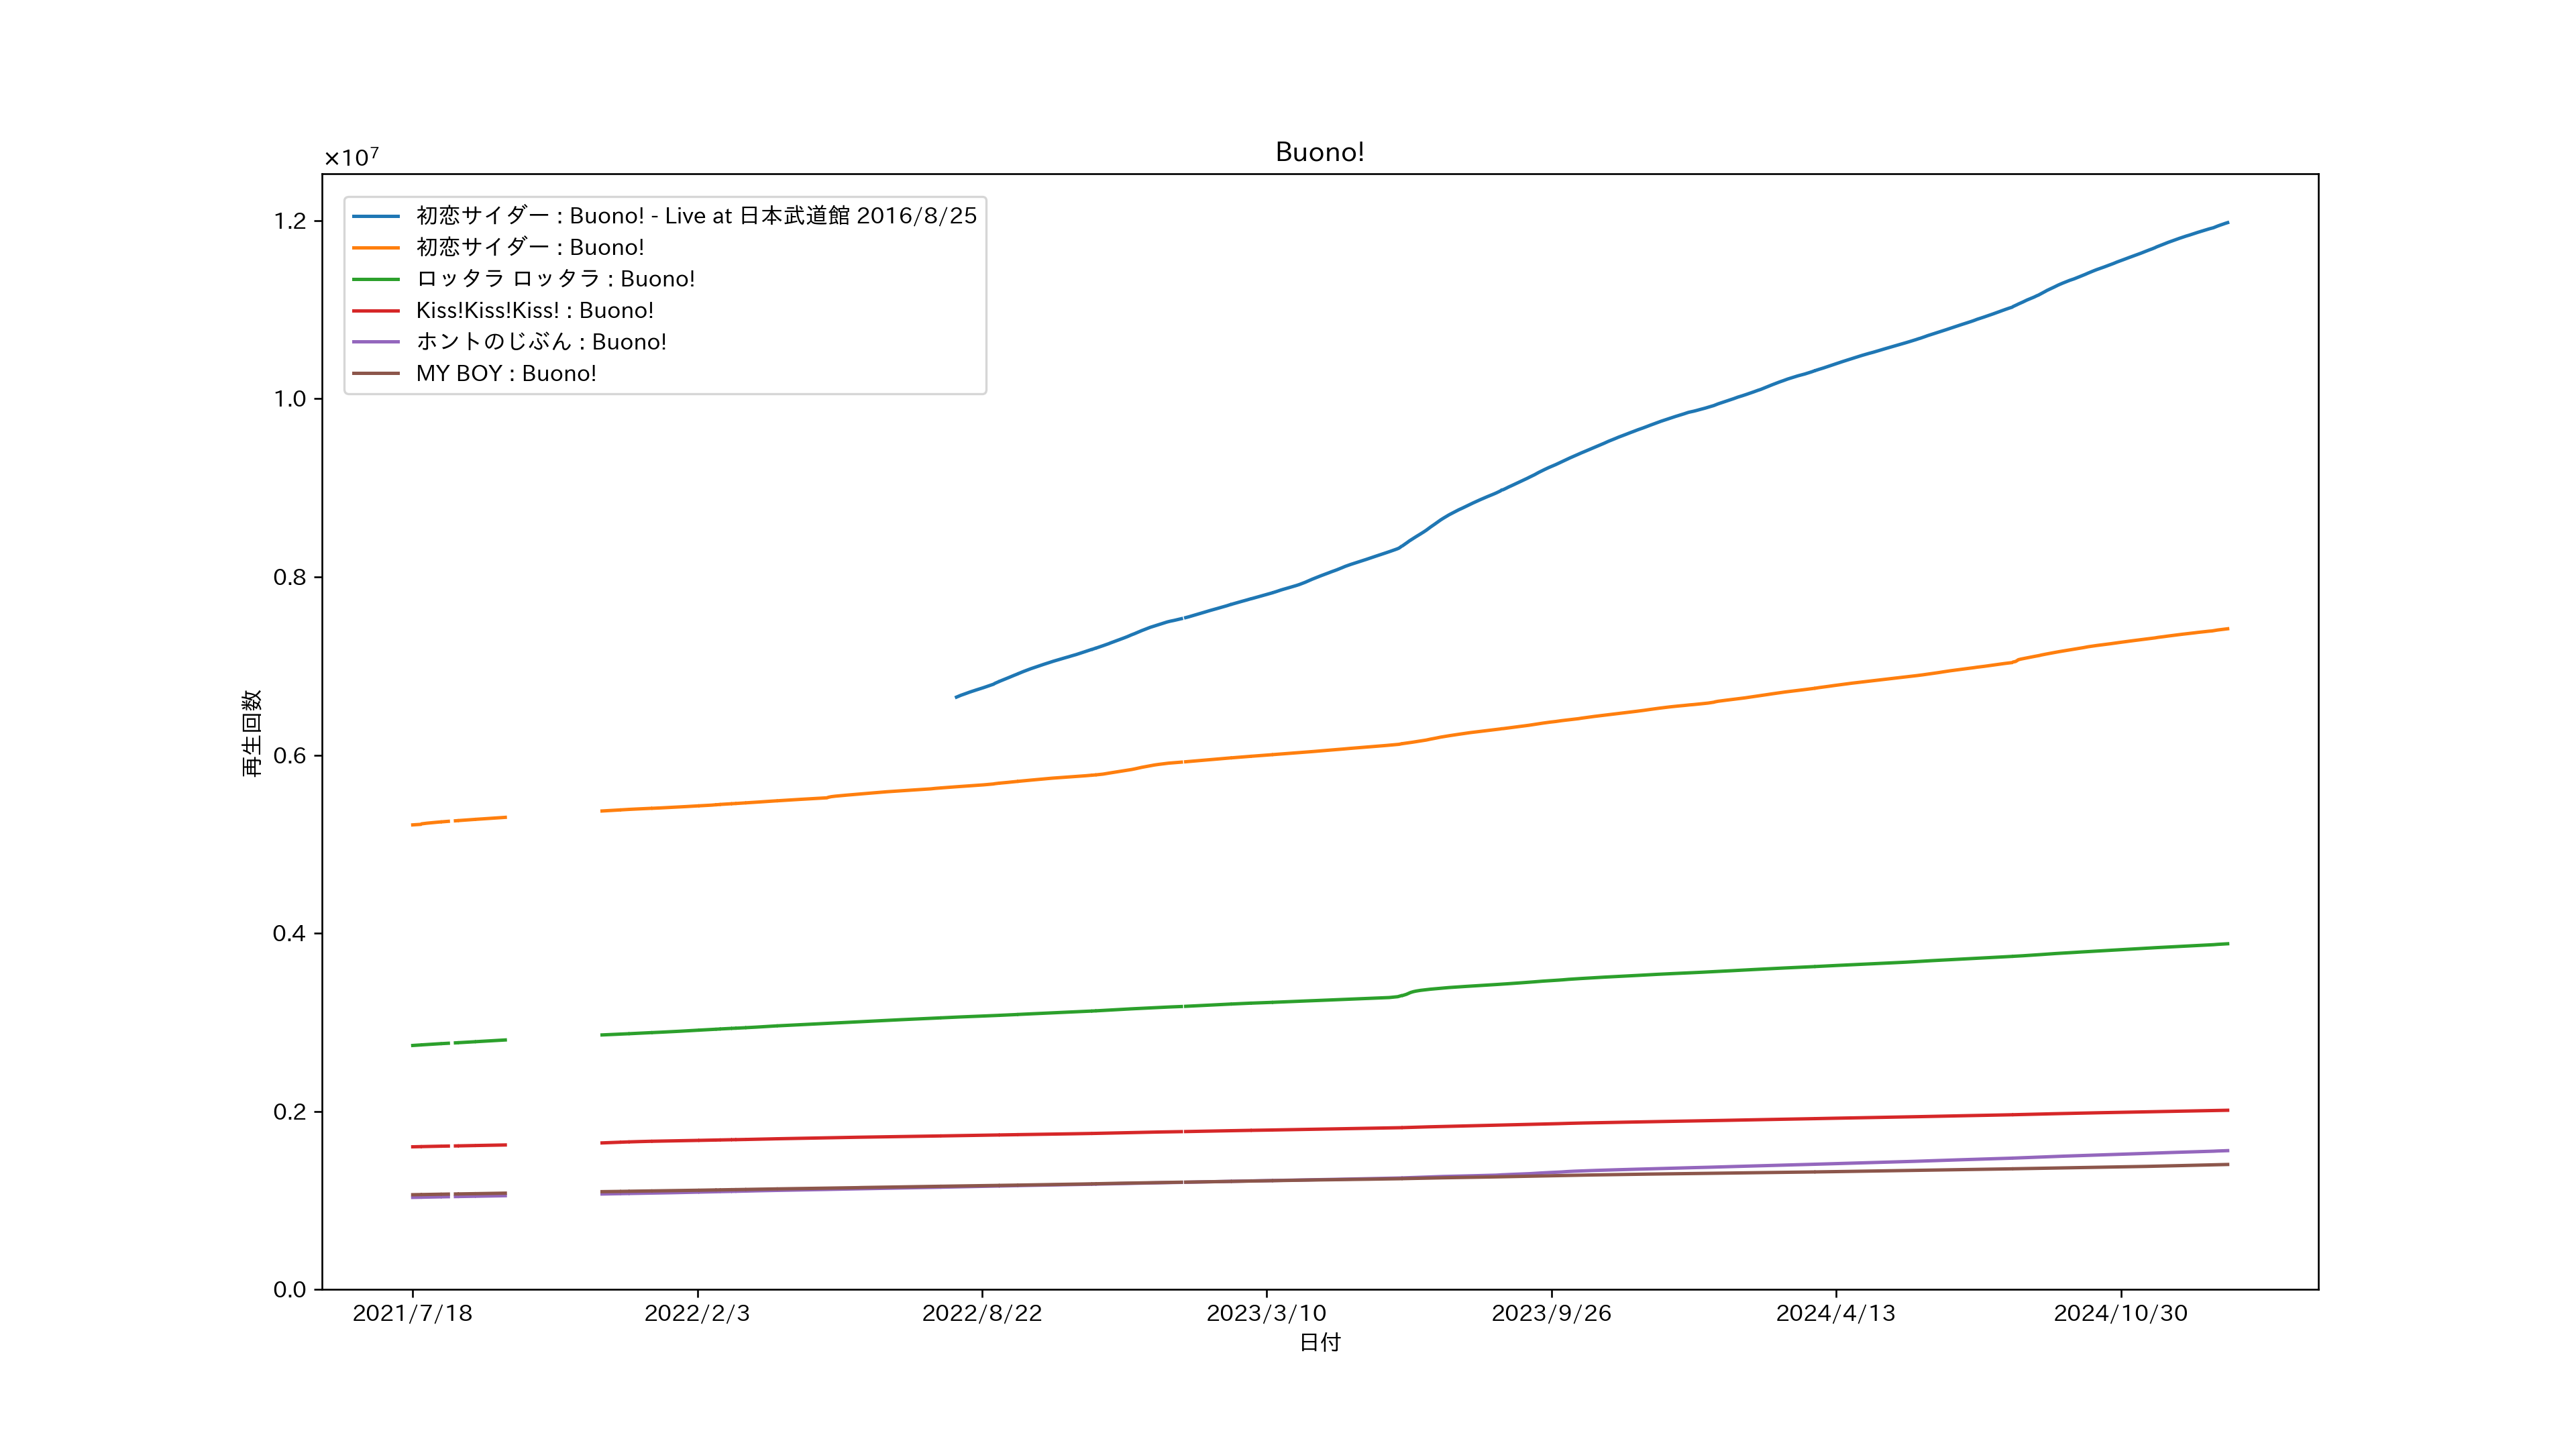 Buono!
×10⁷
1.2
1.0
0.8
0.6
0.4
0.2
0.0
再生回数
初恋サイダー : Buono! - Live at 日本武道館 2016/8/25
初恋サイダー : Buono!
ロッタラ ロッタラ : Buono!
Kiss!Kiss!Kiss! : Buono!
ホントのじぶん : Buono!
MY BOY : Buono!
2021/7/18 2022/2/3 2022/8/22 2023/3/10 2023/9/26 2024/4/13 2024/10/30
日付